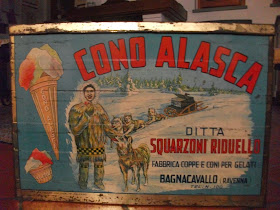 CONO ALASCA
DITTA
SQUARZONI RIDUELLO
FABBRICA COPPE E CONI PER GELATI
BAGNACAVALLO (RAVENNA)